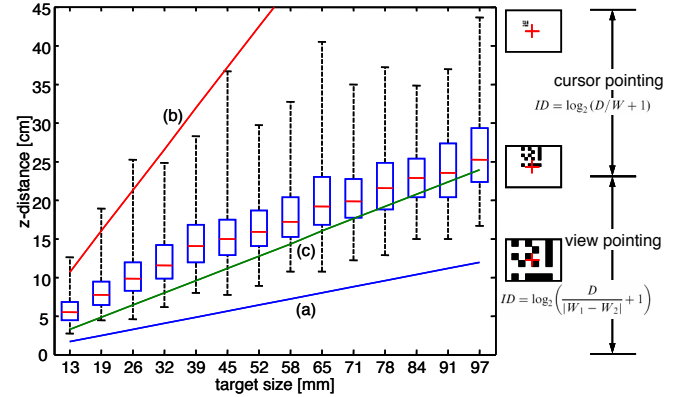 45
40
35
30
25
20
15
10
5
0
z-distance [cm]
(b)
(c)
(a)
13 19 26 32 39 45 52 58 65 71 78 84 91 97
target size [mm]
cursor pointing
ID = log₂ (D/W + 1)
view pointing
ID = log₂(D/|W₁ − W₂| + 1)